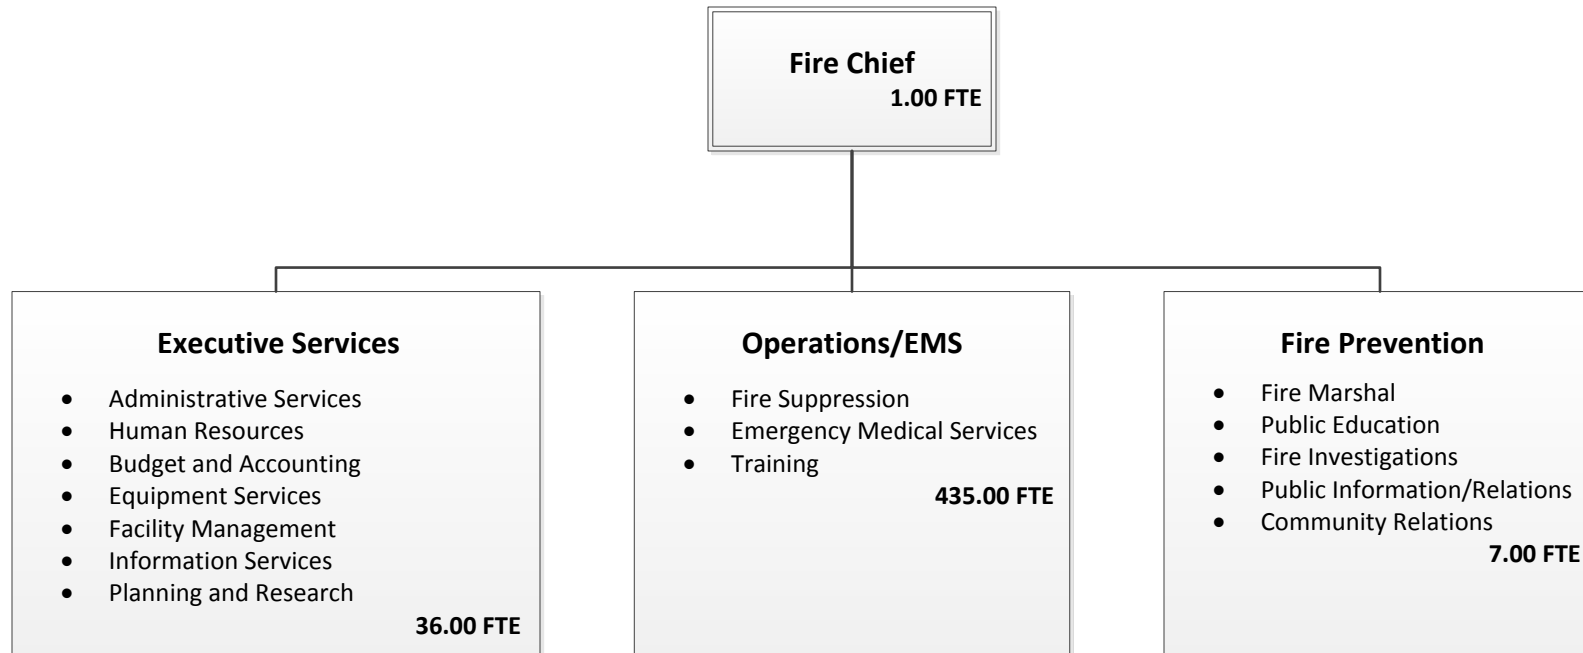 Fire Chief
1.00 FTE
Executive Services
• Administrative Services
• Human Resources
• Budget and Accounting
• Equipment Services
• Facility Management
• Information Services
• Planning and Research
36.00 FTE
Operations/EMS
• Fire Suppression
• Emergency Medical Services
• Training
435.00 FTE
Fire Prevention
• Fire Marshal
• Public Education
• Fire Investigations
• Public Information/Relations
• Community Relations
7.00 FTE